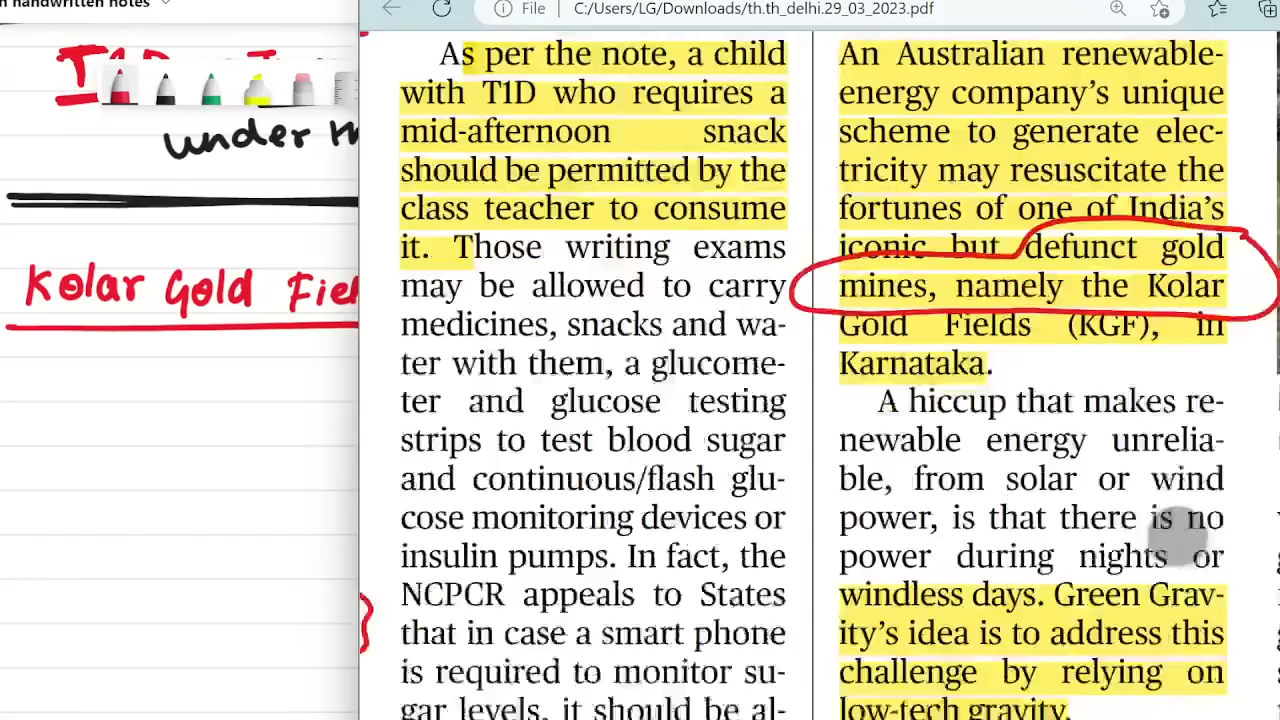 n handwritten notes
File
C:/Users/LG/Downloads/th.th_delhi.29_03_2023.pdf
under
Kolar Gold Fiel
As per the note, a child
with T1D who requires a
mid-afternoon snack
should be permitted by the
class teacher to consume
it. Those writing exams
may be allowed to carry
medicines, snacks and wa-
ter with them, a glucome-
ter and glucose testing
strips to test blood sugar
and continuous/flash glu-
cose monitoring devices or
insulin pumps. In fact, the
NCPCR appeals to States
that in case a smart phone
is required to monitor su-
gar levels, it should be al-
An Australian renewable-
energy company's unique
scheme to generate elec-
tricity may resuscitate the
fortunes of one of India's
iconic but defunct gold
mines, namely the Kolar
Gold Fields (KGF), in
Karnataka.
A hiccup that makes re-
newable energy unrelia-
ble, from solar or wind
power, is that there is no
power during nights or
windless days. Green Grav-
ity's idea is to address this
challenge by relying on
low-tech gravity.